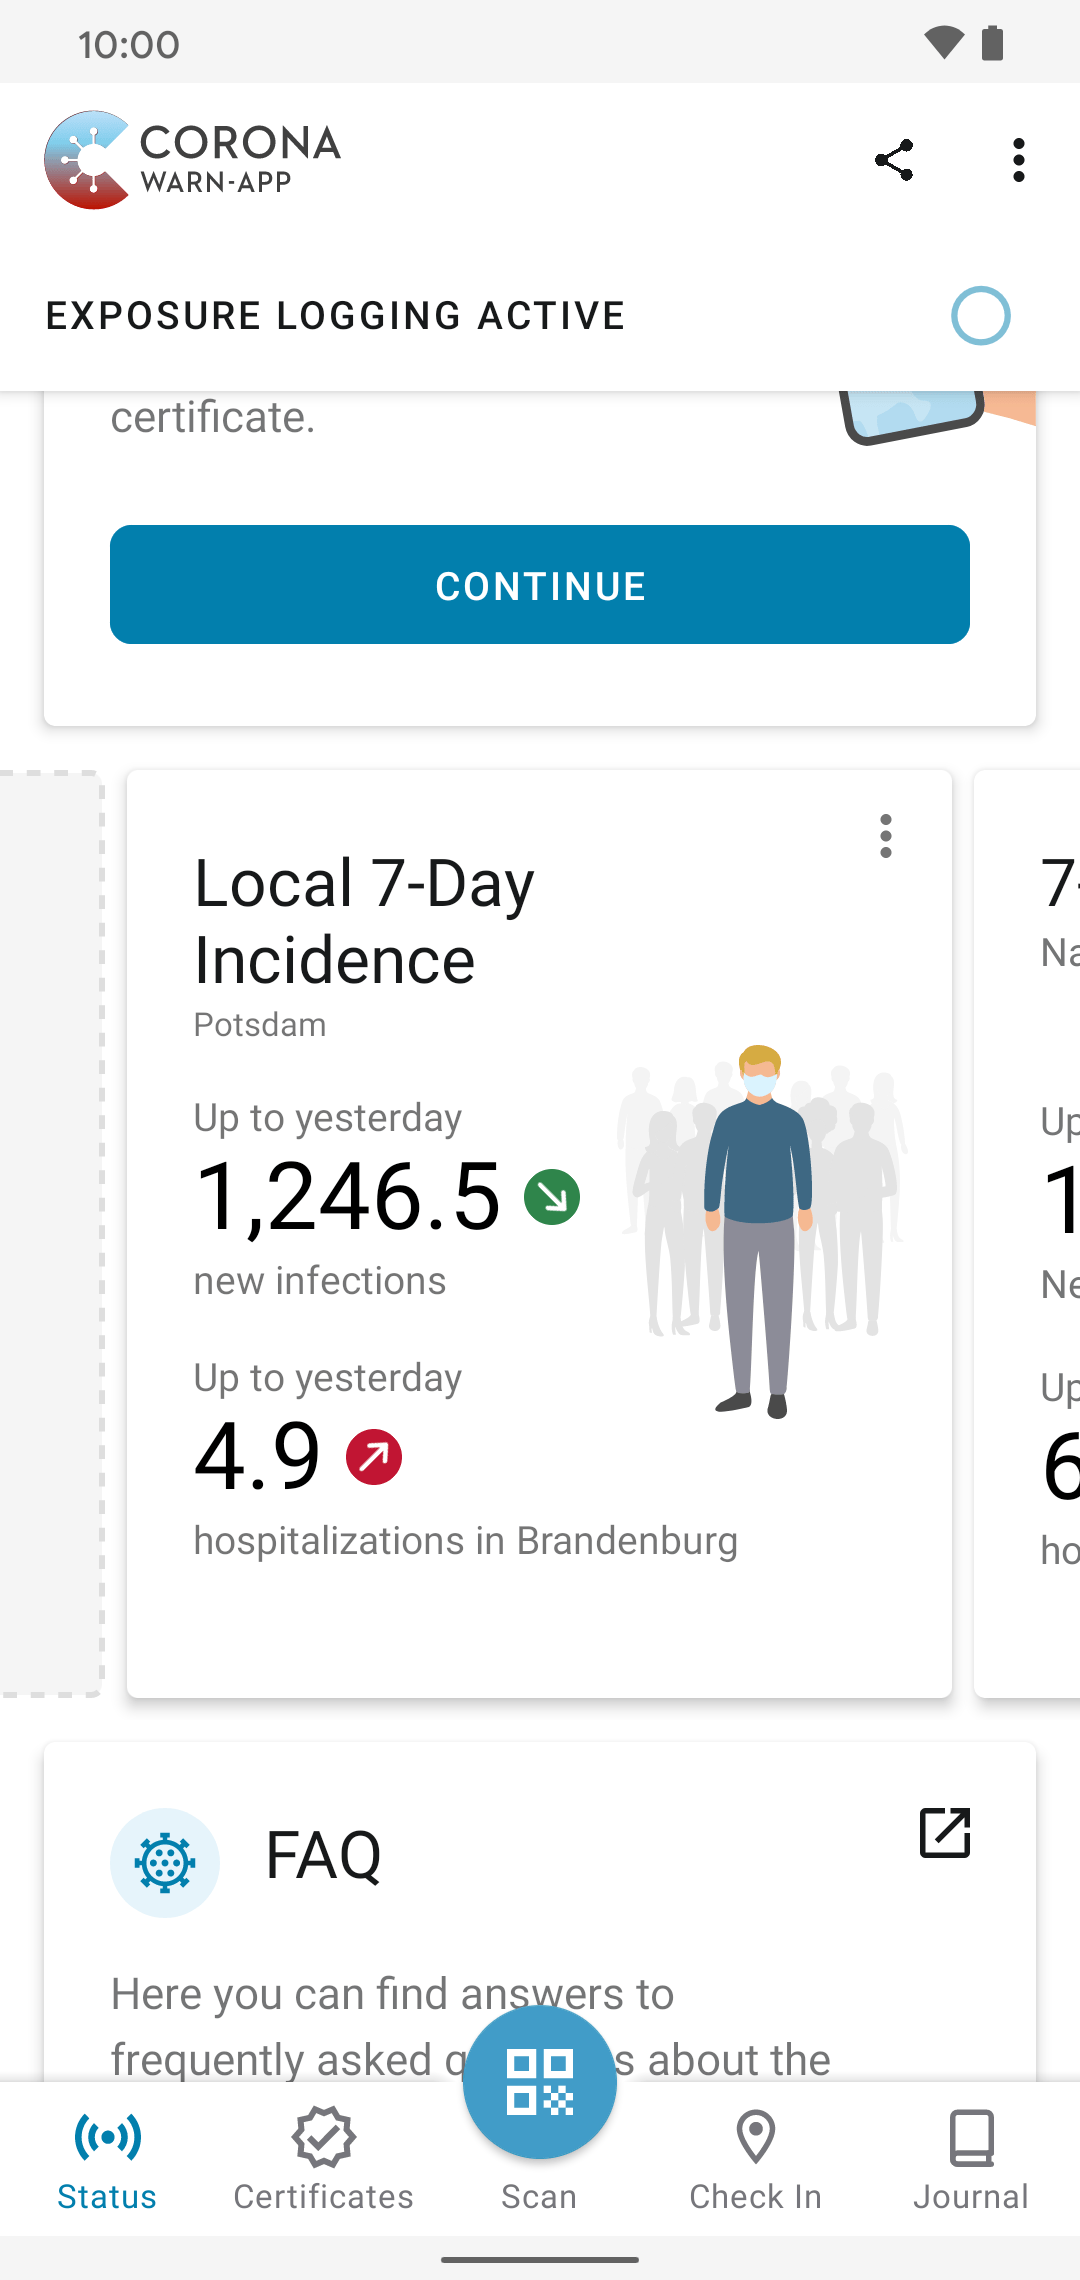 10:00
CORONA
WARN-APP
EXPOSURE LOGGING ACTIVE
certificate.
CONTINUE
Local 7-Day
Incidence
Potsdam
Up to yesterday
1,246.5
new infections
Up to yesterday
4.9
hospitalizations in Brandenburg
7-
Na
Up
1
Ne
Up
6
ho
FAQ
Here you can find answers to
frequently asked q s about the
Status
Certificates
Scan
Check In
Journal